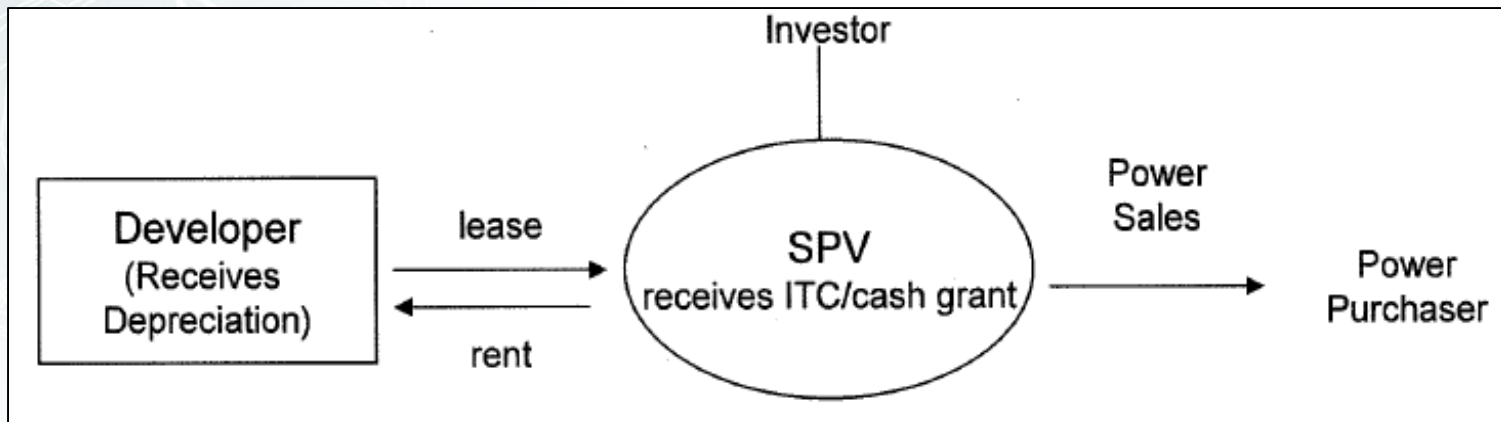 Investor
Developer
(Receives
Depreciation)
lease
rent
SPV
receives ITC/cash grant
Power
Sales
Power
Purchaser